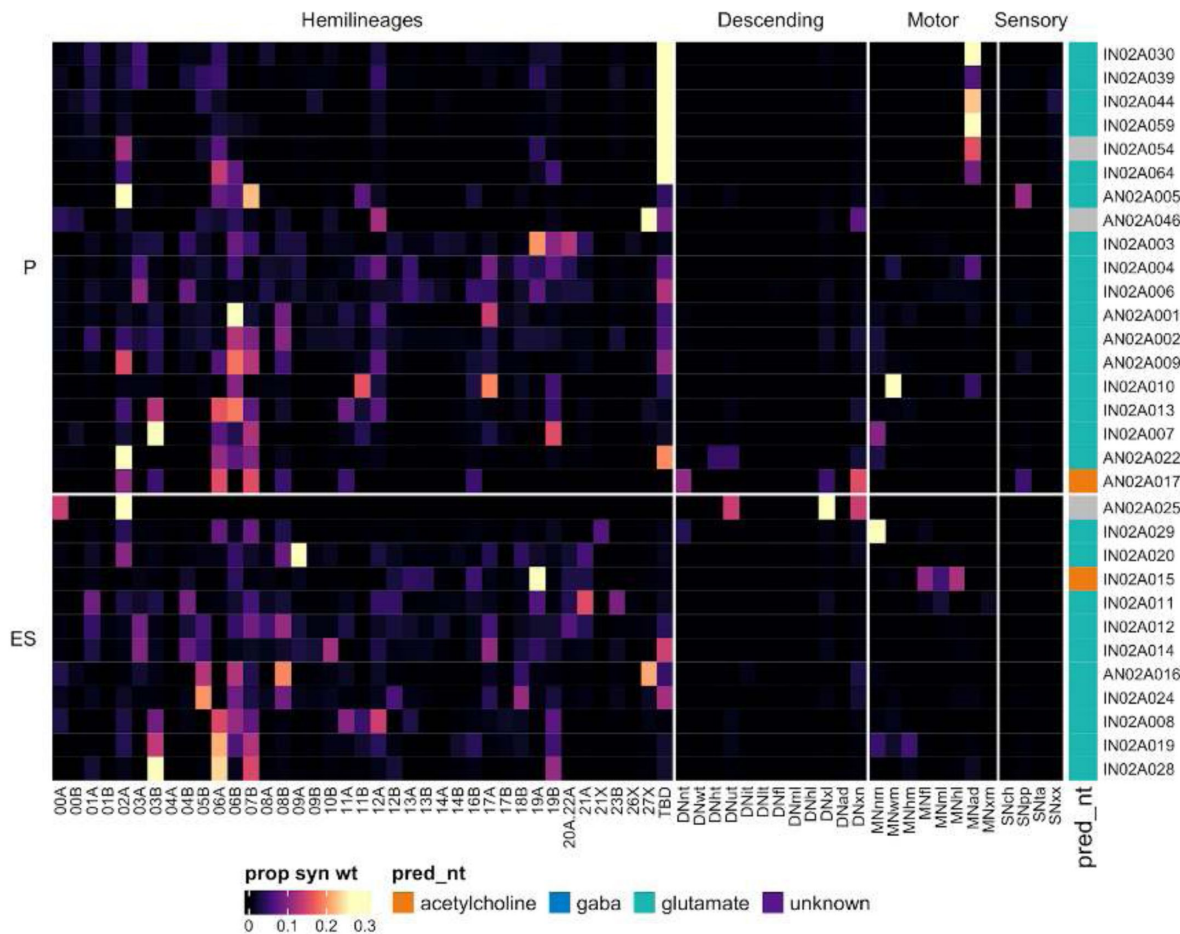 Hemilineages Descending Motor Sensory
IN02A030
IN02A039
IN02A044
IN02A059
IN02A054
IN02A064
AN02A005
AN02A046
IN02A003
P
IN02A004
IN02A006
AN02A001
AN02A002
AN02A009
IN02A010
IN02A013
IN02A007
AN02A022
AN02A017
AN02A025
IN02A029
IN02A020
IN02A015
IN02A011
IN02A012
ES
IN02A014
AN02A016
IN02A024
IN02A008
IN02A019
IN02A028
00A 00B 01A 01B 02A 03A 03B 04A 04B 05B 06A 06B 07B 08A 08B 09A 09B 10B 11A 11B 12A 12B 13A 13B 14A 14B 16B 17A 17B 18B 19A 19B 20A.22A 21A 21X 23B 26X 27X TBD DNnt DNwt DNht DNut DNit DNlt DNfl DNml DNhl DNxl DNad DNxn MNnm MNwm MNhm MNfl MNml MNhl MNad MNxm SNch SNpp SNta SNxx pred_nt
prop syn wt pred_nt
acetylcholine gaba glutamate unknown
0 0.1 0.2 0.3